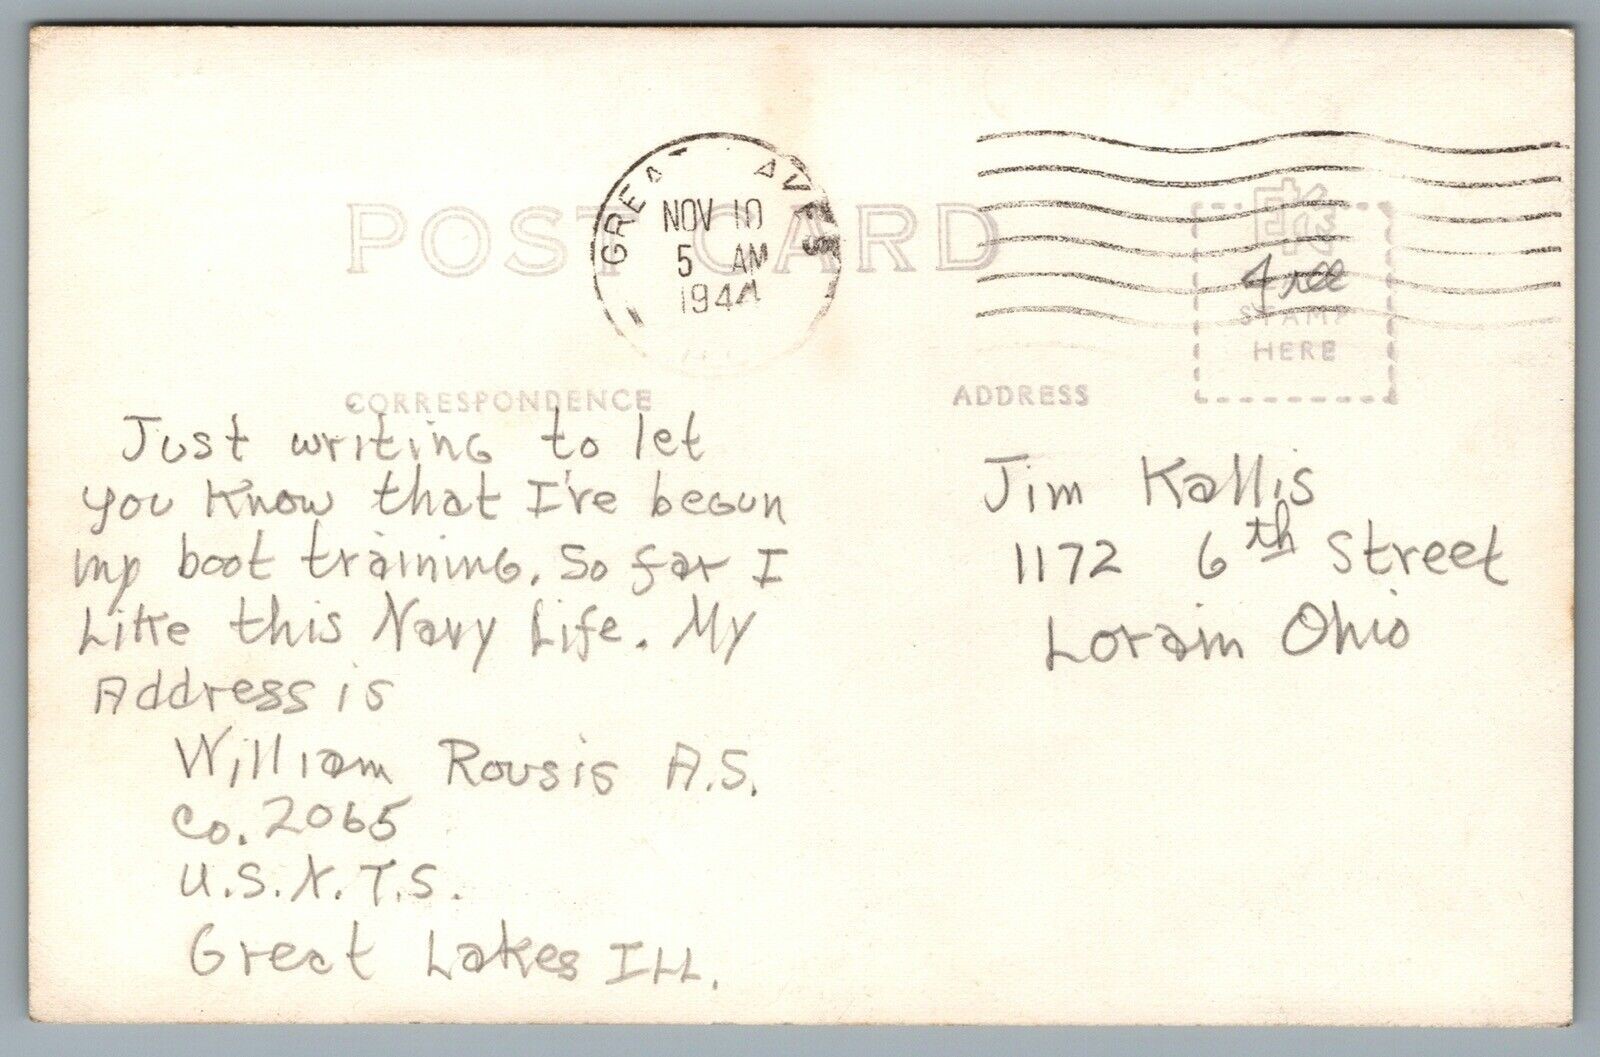 POST CARD
GREAT LAKES
NOV 10
5 AM
1944
EKC
Free
STAMP
HERE
CORRESPONDENCE
ADDRESS
Just writing to let
you know that I've begun
my boot training. So far I
Like this Navy Life. My
Address is
William Rousis A.S.
Co. 2065
U.S.N.T.S.
Great Lakes ILL.
Jim Kallis
1172 6th Street
Lorain Ohio